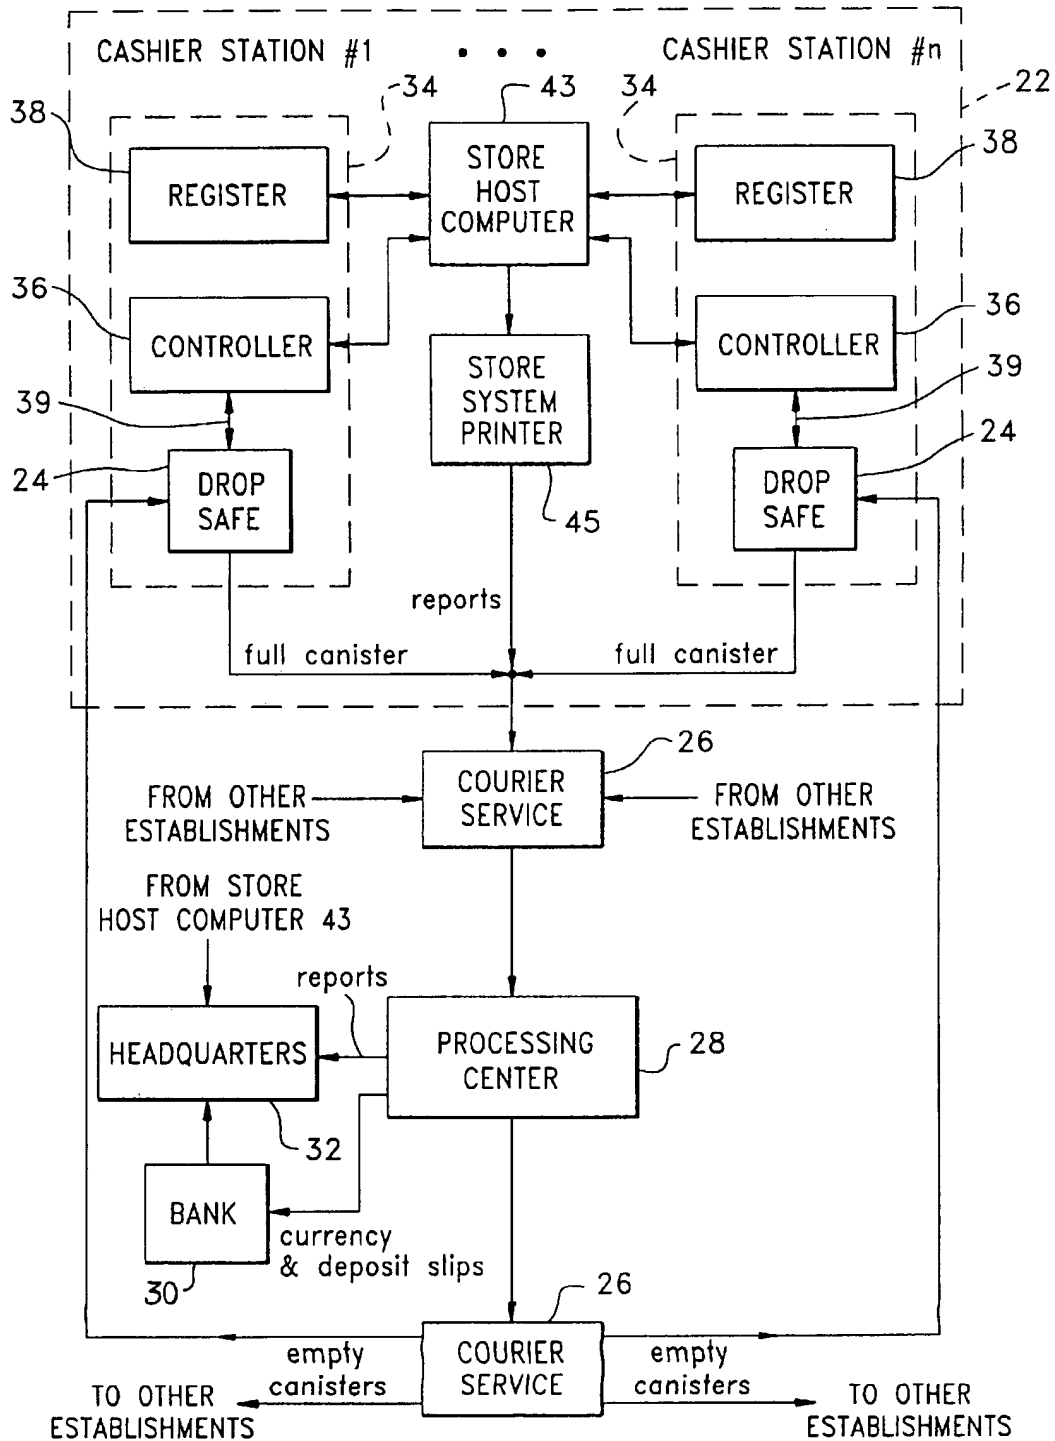 CASHIER STATION #1
• • •
CASHIER STATION #n
34
43
34
22
38
38
REGISTER
STORE
HOST
COMPUTER
REGISTER
36
36
CONTROLLER
CONTROLLER
39
39
STORE
SYSTEM
PRINTER
24
24
DROP
SAFE
DROP
SAFE
45
reports
full canister
full canister
26
COURIER
SERVICE
FROM OTHER
ESTABLISHMENTS
FROM OTHER
ESTABLISHMENTS
FROM STORE
HOST COMPUTER 43
reports
HEADQUARTERS
PROCESSING
CENTER
28
32
BANK
currency
& deposit slips
30
26
empty
canisters
COURIER
SERVICE
empty
canisters
TO OTHER
ESTABLISHMENTS
TO OTHER
ESTABLISHMENTS